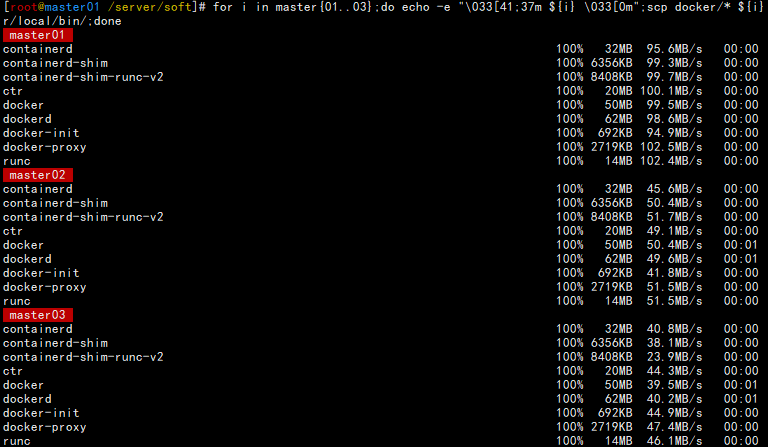 [root@master01 /server/soft]# for i in master{01..03};do echo -e "\033[41;37m ${i} \033[0m";scp docker/* ${i}
r/local/bin/;done
master01
containerd 100% 32MB 95.6MB/s 00:00
containerd-shim 100% 6356KB 99.3MB/s 00:00
containerd-shim-runc-v2 100% 8408KB 99.7MB/s 00:00
ctr 100% 20MB 100.1MB/s 00:00
docker 100% 50MB 99.5MB/s 00:00
dockerd 100% 62MB 98.6MB/s 00:00
docker-init 100% 692KB 94.9MB/s 00:00
docker-proxy 100% 2719KB 102.5MB/s 00:00
runc 100% 14MB 102.4MB/s 00:00
master02
containerd 100% 32MB 45.6MB/s 00:00
containerd-shim 100% 6356KB 50.4MB/s 00:00
containerd-shim-runc-v2 100% 8408KB 51.7MB/s 00:00
ctr 100% 20MB 49.1MB/s 00:00
docker 100% 50MB 50.4MB/s 00:01
dockerd 100% 62MB 49.6MB/s 00:01
docker-init 100% 692KB 41.8MB/s 00:00
docker-proxy 100% 2719KB 51.5MB/s 00:00
runc 100% 14MB 51.5MB/s 00:00
master03
containerd 100% 32MB 40.8MB/s 00:00
containerd-shim 100% 6356KB 38.1MB/s 00:00
containerd-shim-runc-v2 100% 8408KB 23.9MB/s 00:00
ctr 100% 20MB 44.3MB/s 00:00
docker 100% 50MB 39.5MB/s 00:01
dockerd 100% 62MB 40.2MB/s 00:01
docker-init 100% 692KB 44.9MB/s 00:00
docker-proxy 100% 2719KB 47.4MB/s 00:00
runc 100% 14MB 46.1MB/s 00:00